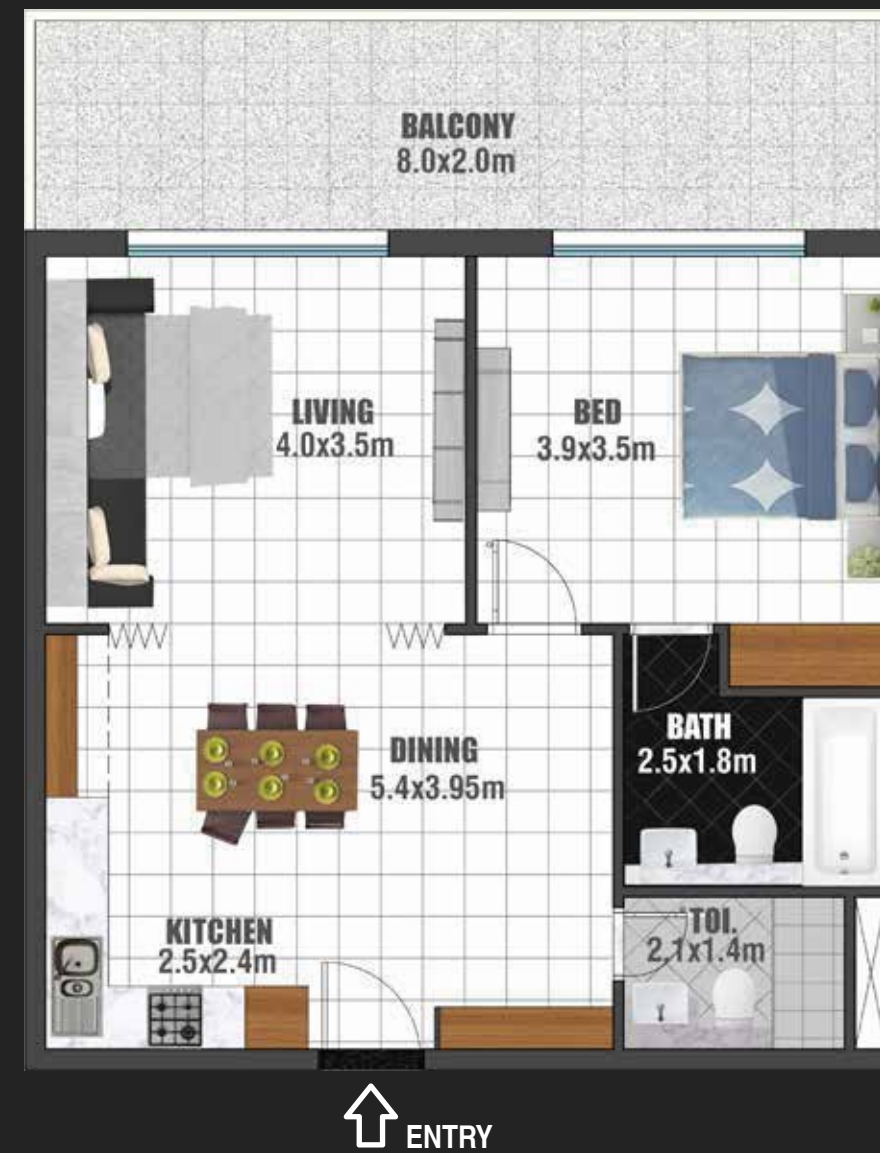 BALCONY
8.0x2.0m
LIVING
4.0x3.5m
BED
3.9x3.5m
DINING
5.4x3.95m
BATH
2.5x1.8m
KITCHEN
2.5x2.4m
TOI.
2.1x1.4m
ENTRY